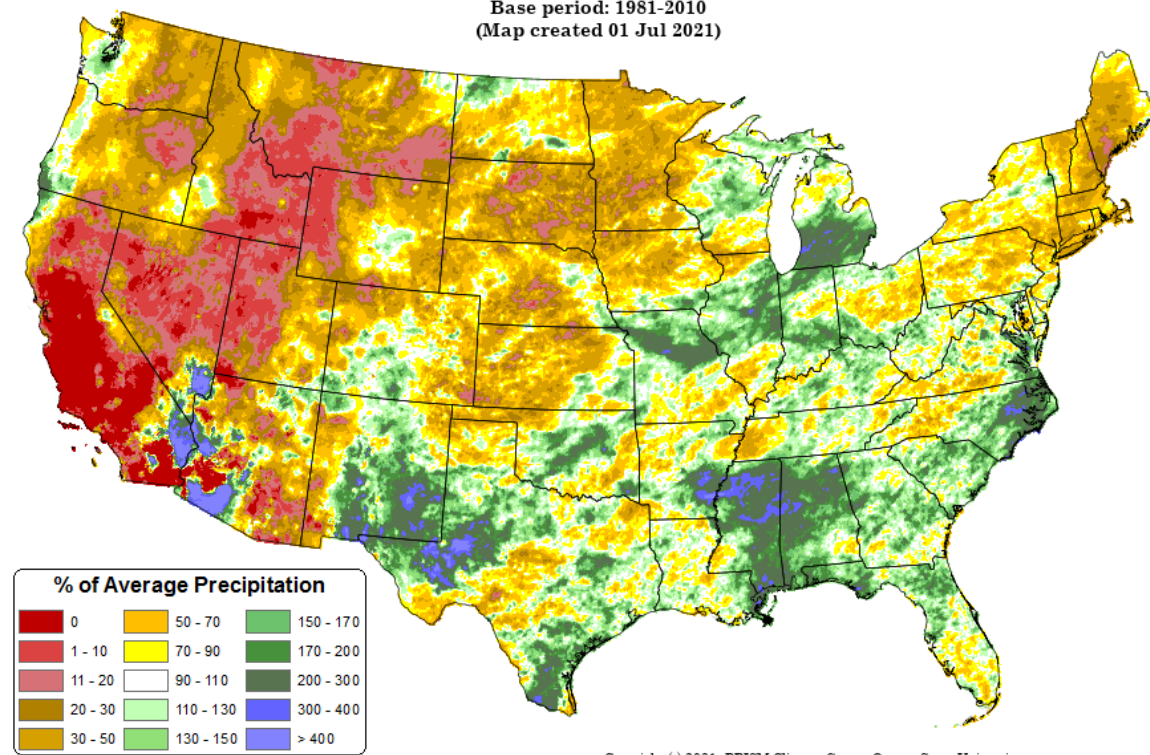 Base period: 1981-2010
(Map created 01 Jul 2021)
% of Average Precipitation
0
1 - 10
11 - 20
20 - 30
30 - 50
50 - 70
70 - 90
90 - 110
110 - 130
130 - 150
150 - 170
170 - 200
200 - 300
300 - 400
> 400